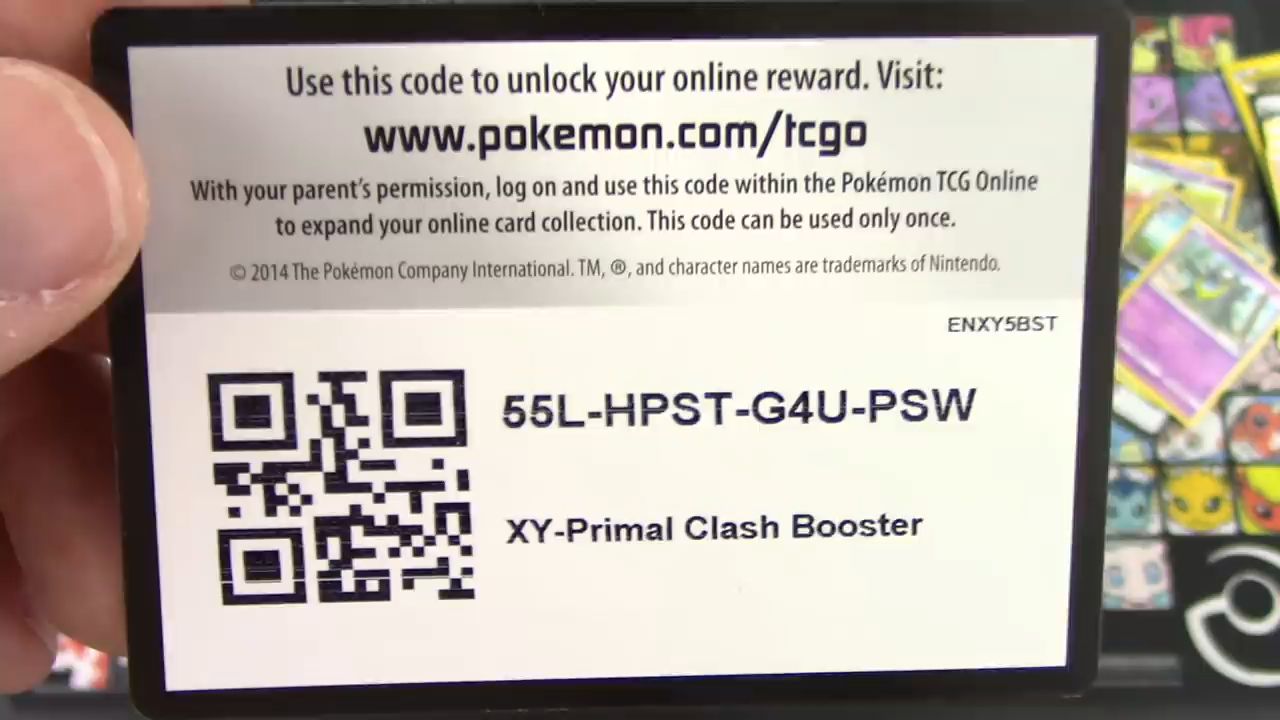 Use this code to unlock your online reward. Visit:
www.pokemon.com/tcgo
With your parent's permission, log on and use this code within the Pokémon TCG Online
to expand your online card collection. This code can be used only once.
© 2014 The Pokémon Company International. TM, ®, and character names are trademarks of Nintendo.
ENXY5BST
55L-HPST-G4U-PSW
XY-Primal Clash Booster